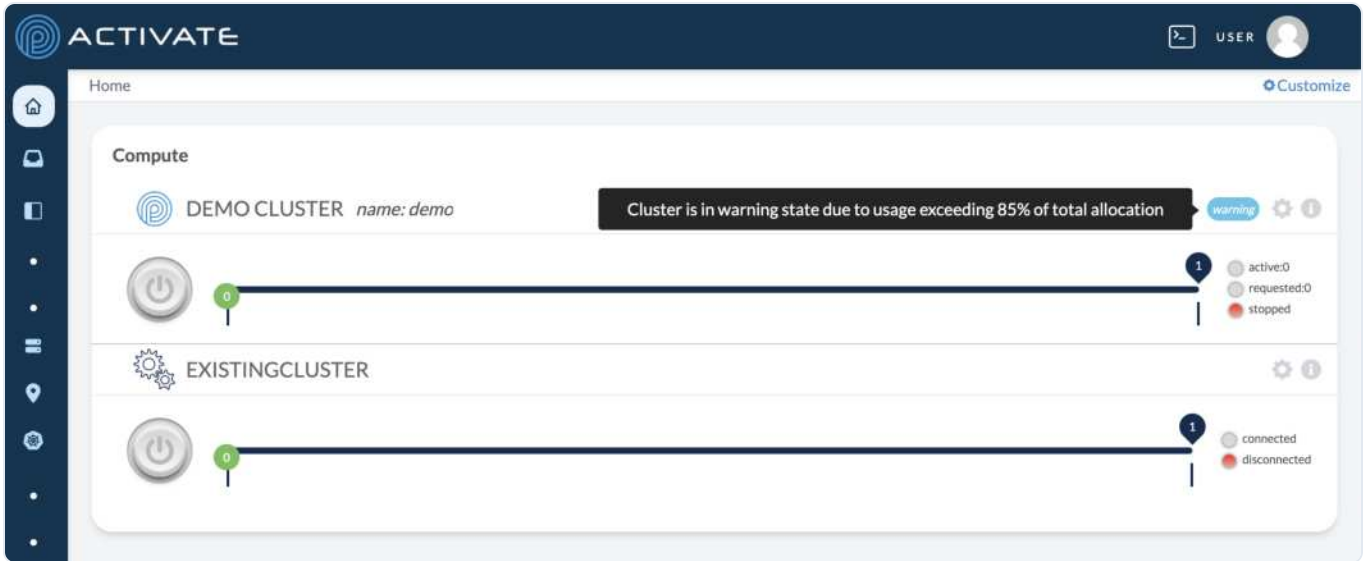 ACTIVATE
USER
Home
Customize
Compute
DEMO CLUSTER name: demo
Cluster is in warning state due to usage exceeding 85% of total allocation
warning
0
1
active:0
requested:0
stopped
EXISTINGCLUSTER
0
1
connected
disconnected